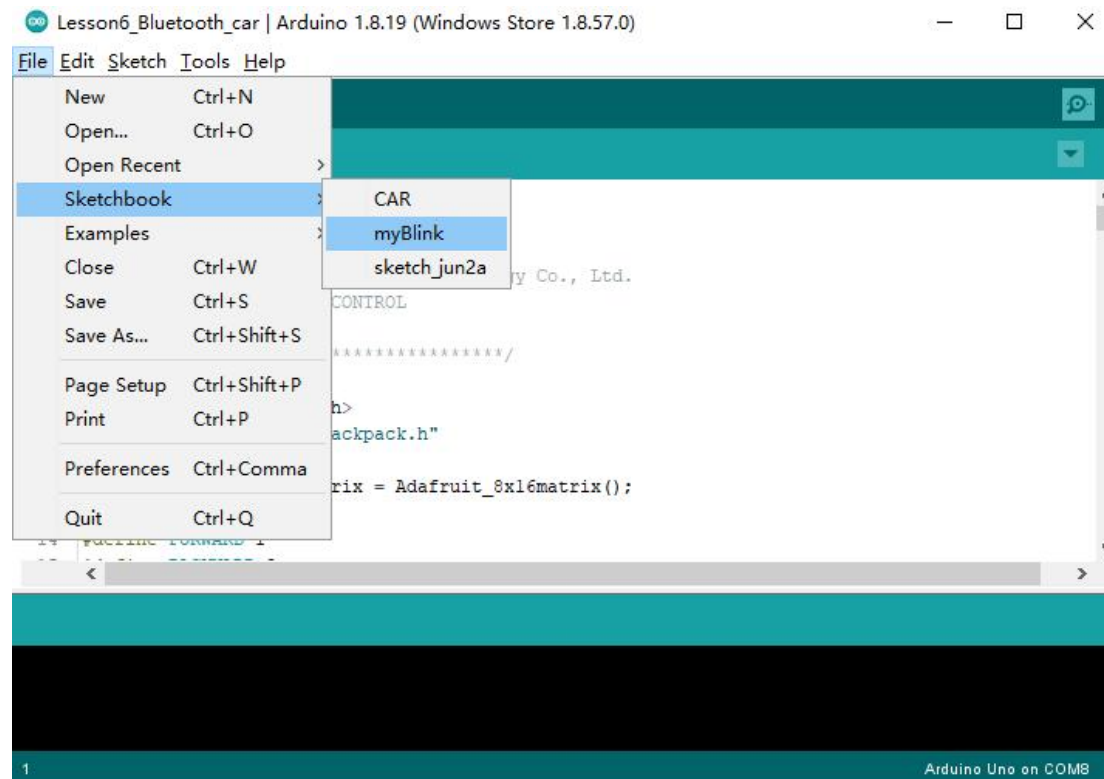 Lesson6_Bluetooth_car | Arduino 1.8.19 (Windows Store 1.8.57.0)
File Edit Sketch Tools Help
New Ctrl+N
Open... Ctrl+O
Open Recent
Sketchbook
Examples
Close Ctrl+W
Save Ctrl+S
Save As... Ctrl+Shift+S
Page Setup Ctrl+Shift+P
Print Ctrl+P
Preferences Ctrl+Comma
Quit Ctrl+Q
CAR
myBlink
sketch_jun2a
y Co., Ltd.
CONTROL
****************/
h>
ackpack.h"
rix = Adafruit_8x16matrix();
1
Arduino Uno on COM8